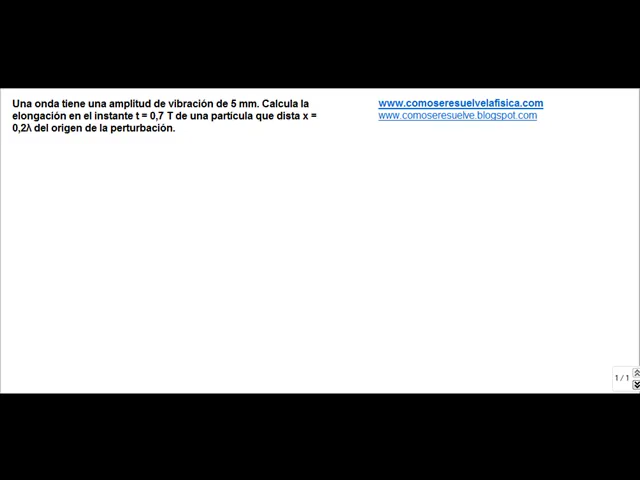 Una onda tiene una amplitud de vibración de 5 mm. Calcula la
elongación en el instante t = 0,7 T de una partícula que dista x =
0,2λ del origen de la perturbación.
www.comoseresuelvelafisica.com
www.comoseresuelve.blogspot.com
1 / 1